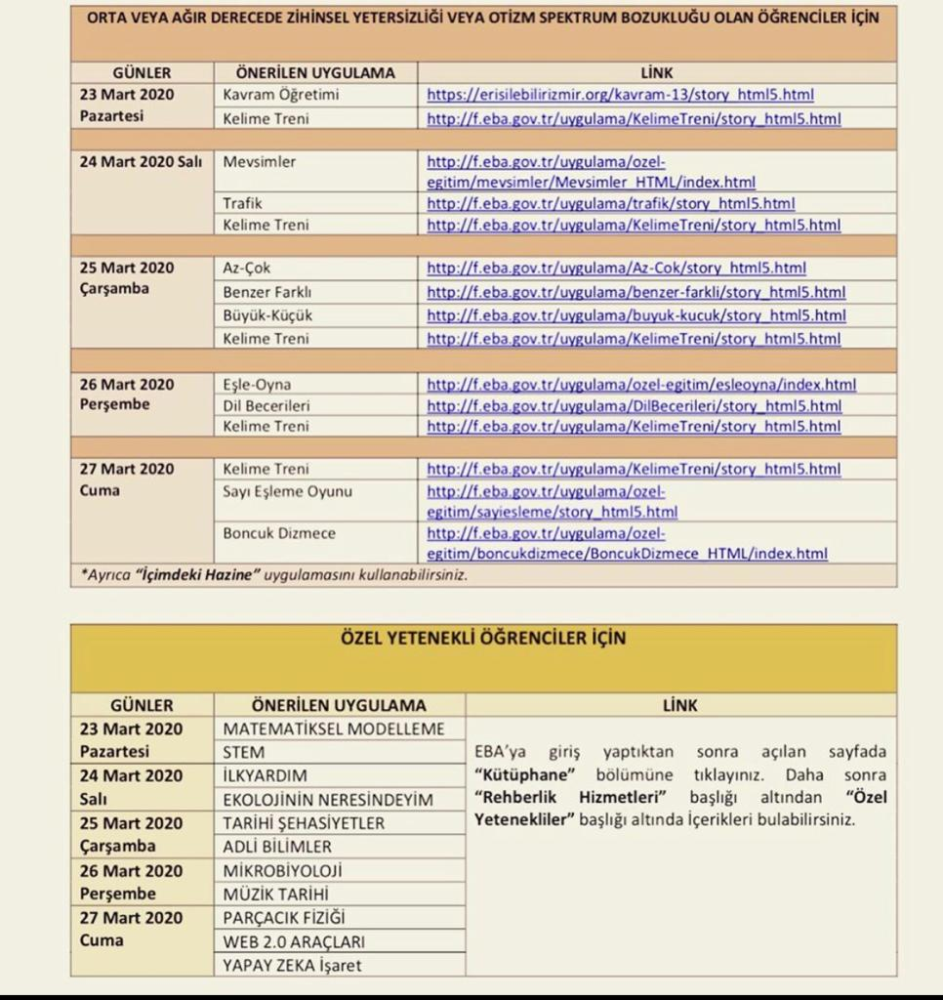 ORTA VEYA AĞIR DERECEDE ZİHİNSEL YETERSİZLİĞİ VEYA OTİZM SPEKTRUM BOZUKLUĞU OLAN ÖĞRENCİLER İÇİN
GÜNLER ÖNERİLEN UYGULAMA LİNK
23 Mart 2020 Kavram Öğretimi https://erisilebilirizmir.org/kavram-13/story_html5.html
Pazartesi Kelime Treni http://f.eba.gov.tr/uygulama/KelimeTreni/story_html5.html
24 Mart 2020 Salı Mevsimler http://f.eba.gov.tr/uygulama/ozel-
egitim/mevsimler/Mevsimler_HTML/index.html
Trafik http://f.eba.gov.tr/uygulama/trafik/story_html5.html
Kelime Treni http://f.eba.gov.tr/uygulama/KelimeTreni/story_html5.html
25 Mart 2020 Az-Çok http://f.eba.gov.tr/uygulama/Az-Cok/story_html5.html
Çarşamba Benzer Farklı http://f.eba.gov.tr/uygulama/benzer-farkli/story_html5.html
Büyük-Küçük http://f.eba.gov.tr/uygulama/buyuk-kucuk/story_html5.html
Kelime Treni http://f.eba.gov.tr/uygulama/KelimeTreni/story_html5.html
26 Mart 2020 Eşle-Oyna http://f.eba.gov.tr/uygulama/ozel-egitim/esleoyna/index.html
Perşembe Dil Becerileri http://f.eba.gov.tr/uygulama/DilBecerileri/story_html5.html
Kelime Treni http://f.eba.gov.tr/uygulama/KelimeTreni/story_html5.html
27 Mart 2020 Kelime Treni http://f.eba.gov.tr/uygulama/KelimeTreni/story_html5.html
Cuma Sayı Eşleme Oyunu http://f.eba.gov.tr/uygulama/ozel-
egitim/sayiesleme/story_html5.html
Boncuk Dizmece http://f.eba.gov.tr/uygulama/ozel-
egitim/boncukdizmece/BoncukDizmece_HTML/index.html
*Ayrıca “İçimdeki Hazine” uygulamasını kullanabilirsiniz.
ÖZEL YETENEKLİ ÖĞRENCİLER İÇİN
GÜNLER ÖNERİLEN UYGULAMA LİNK
23 Mart 2020 MATEMATİKSEL MODELLEME
Pazartesi STEM
24 Mart 2020 İLKYARDIM
Salı EKOLOJİNİN NERESİNDEYİM
25 Mart 2020 TARİHİ ŞEHASİYETLER
Çarşamba ADLİ BİLİMLER
26 Mart 2020 MİKROBİYOLOJİ
Perşembe MÜZİK TARİHİ
27 Mart 2020 PARÇACIK FİZİĞİ
Cuma WEB 2.0 ARAÇLARI
YAPAY ZEKA İşaret
EBA’ya giriş yaptıktan sonra açılan sayfada
“Kütüphane” bölümüne tıklayınız. Daha sonra
“Rehberlik Hizmetleri” başlığı altından “Özel
Yetenekliler” başlığı altında İçerikleri bulabilirsiniz.